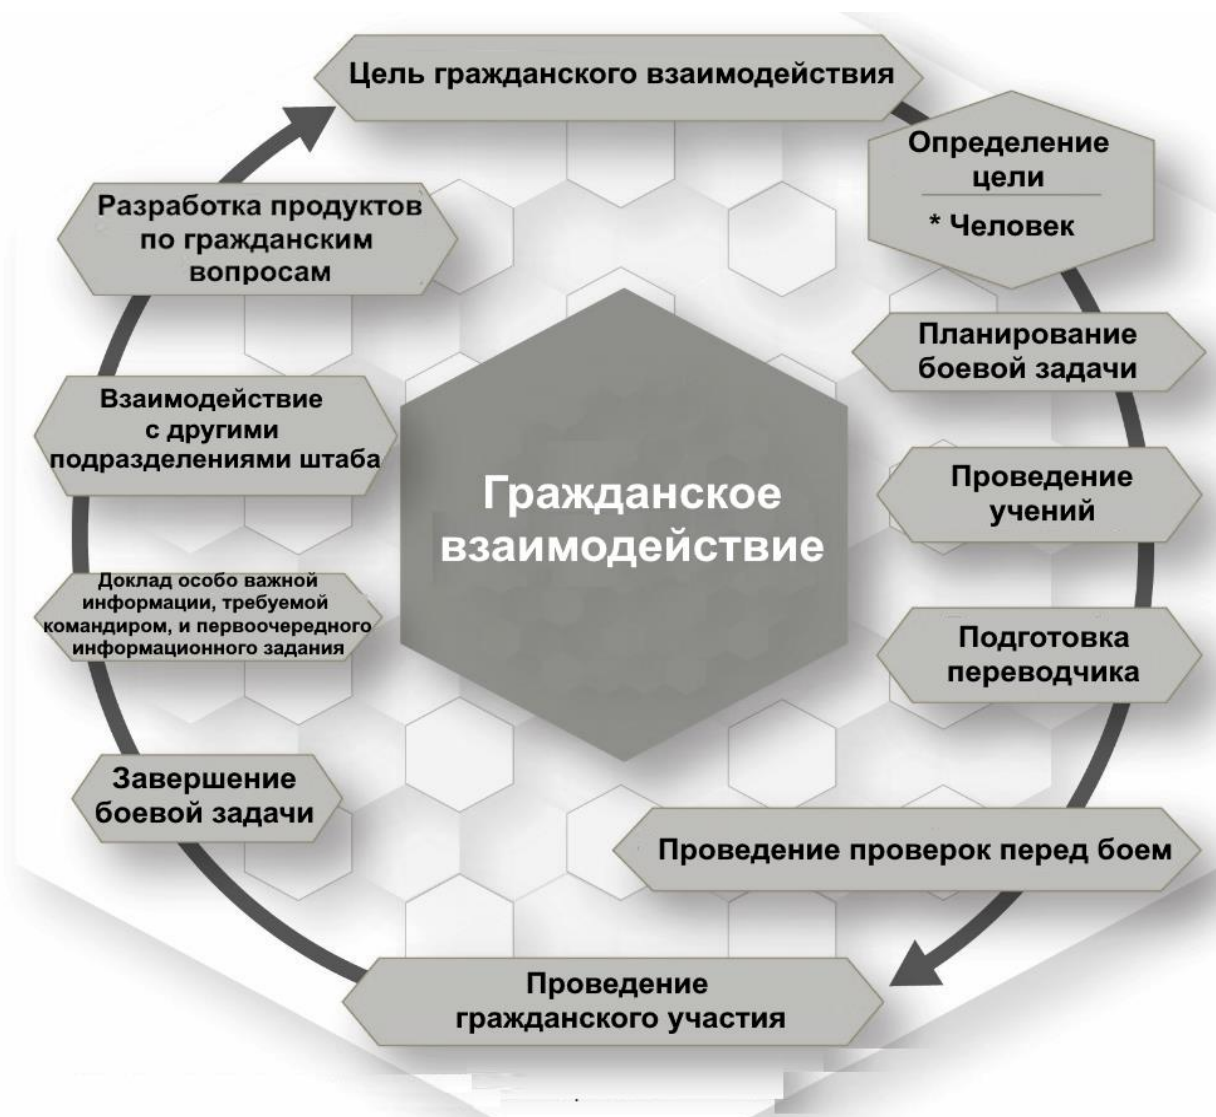 Цель гражданского взаимодействия
Определение
цели
* Человек
Планирование
боевой задачи
Проведение
учений
Подготовка
переводчика
Проведение проверок перед боем
Проведение
гражданского участия
Завершение
боевой задачи
Доклад особо важной
информации, требуемой
командиром, и первоочередного
информационного задания
Взаимодействие
с другими
подразделениями штаба
Разработка продуктов
по гражданским
вопросам
Гражданское
взаимодействие